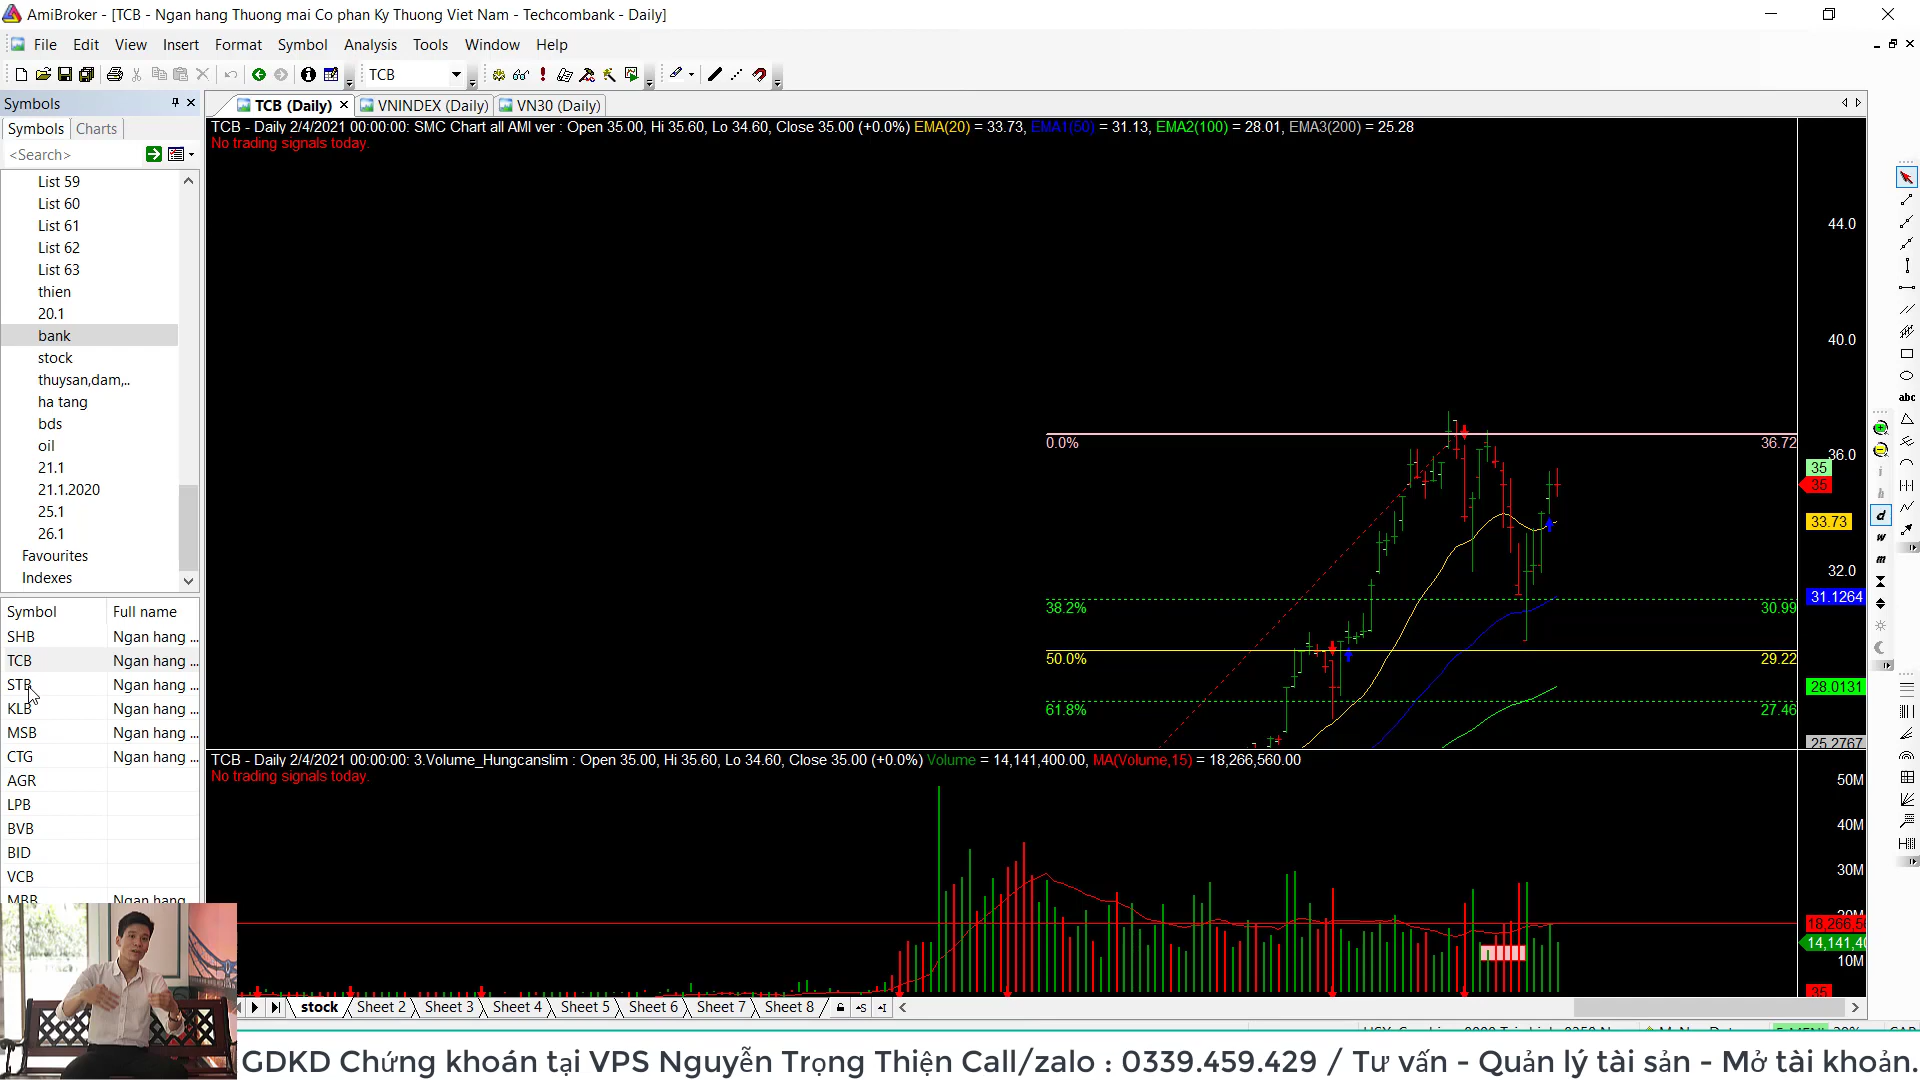 AmiBroker - [TCB - Ngan hang Thuong mai Co phan Ky Thuong Viet Nam - Techcombank - Daily]
File Edit View Insert Format Symbol Analysis Tools Window Help
TCB
Symbols
TCB (Daily) VNINDEX (Daily) VN30 (Daily)
Symbols Charts
<Search>
List 59
List 60
List 61
List 62
List 63
thien
20.1
bank
stock
thuysan,dam,..
ha tang
bds
oil
21.1
21.1.2020
25.1
26.1
Favourites
Indexes
Symbol Full name
SHB Ngan hang ...
TCB Ngan hang ...
STB Ngan hang ...
KLB Ngan hang ...
MSB Ngan hang ...
CTG Ngan hang ...
AGR
LPB
BVB
BID
VCB
MBB Ngan hang
TCB - Daily 2/4/2021 00:00:00: SMC Chart all AMI ver : Open 35.00, Hi 35.60, Lo 34.60, Close 35.00 (+0.0%) EMA(20) = 33.73, EMA1(50) = 31.13, EMA2(100) = 28.01, EMA3(200) = 25.28
No trading signals today.
44.0
40.0
0.0% 36.72
36.0
35
35
33.73
32.0
31.1264
38.2% 30.99
50.0% 29.22
28.0131
61.8% 27.46
25.2767
TCB - Daily 2/4/2021 00:00:00: 3.Volume_Hungcanslim : Open 35.00, Hi 35.60, Lo 34.60, Close 35.00 (+0.0%) Volume = 14,141,400.00, MA(Volume,15) = 18,266,560.00
No trading signals today.
50M
40M
30M
18,266,5
14,141,40
10M
35
abc
i
h
d
w
m
stock Sheet 2 Sheet 3 Sheet 4 Sheet 5 Sheet 6 Sheet 7 Sheet 8
GDKD Chứng khoán tại VPS Nguyễn Trọng Thiện Call/zalo : 0339.459.429 / Tư vấn - Quản lý tài sản - Mở tài khoản.